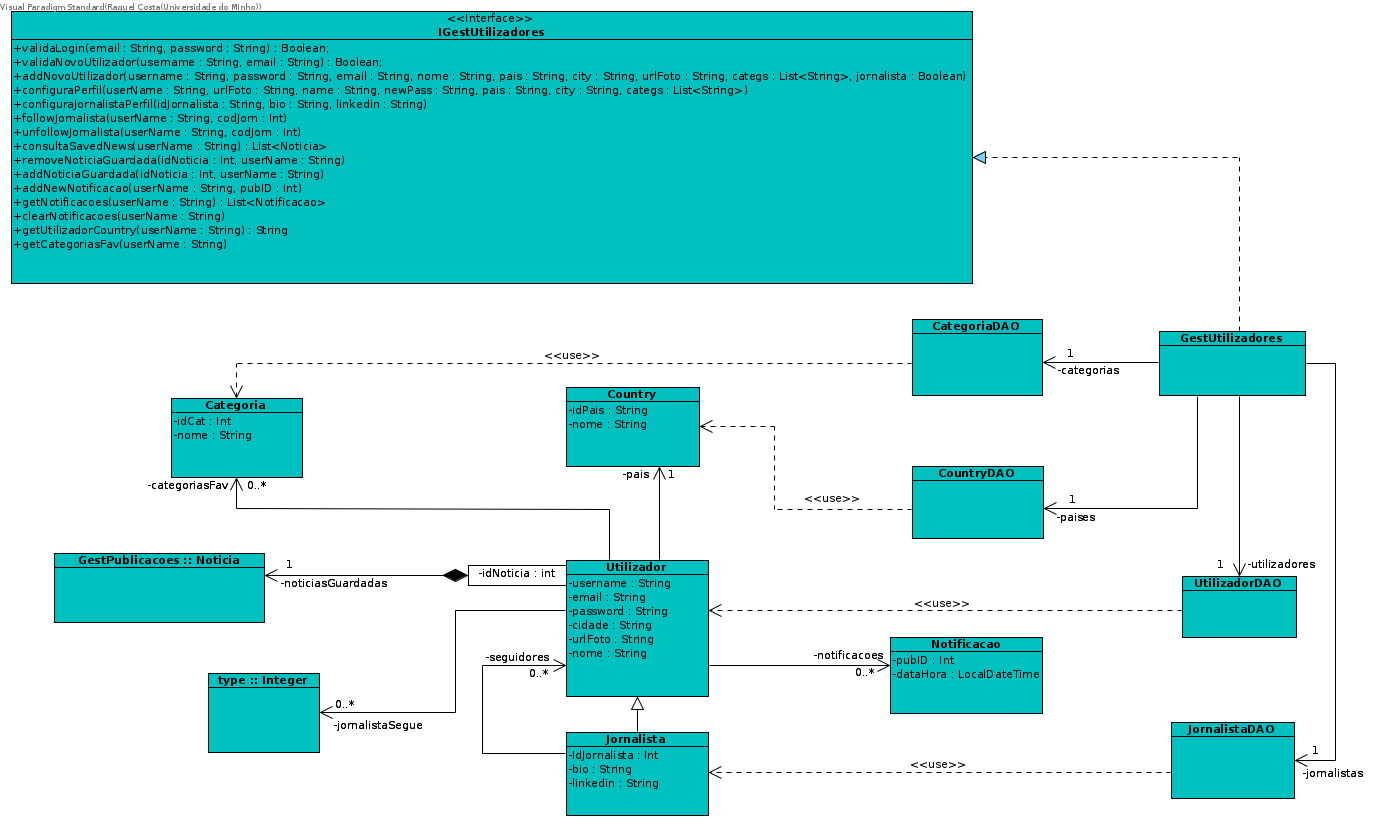 Visual Paradigm Standard(Raquel Costa(Universidade do Minho))
<<Interface>>
IGestUtilizadores
+validaLogin(email : String, password : String) : Boolean;
+validaNovoUtilizador(username : String, email : String) : Boolean;
+addNovoUtilizador(username : String, password : String, email : String, nome : String, pais : String, city : String, urlFoto : String, categs : List<String>, jornalista : Boolean)
+configuraPerfil(userName : String, urlFoto : String, name : String, newPass : String, pais : String, city : String, categs : List<String>)
+configuraJornalistaPerfil(idJornalista : String, bio : String, linkedin : String)
+followJornalista(userName : String, codJorn : Int)
+unfollowJornalista(userName : String, codJorn : Int)
+consultaSavedNews(userName : String) : List<Noticia>
+removeNoticiaGuardada(idNoticia : Int, userName : String)
+addNoticiaGuardada(idNoticia : Int, userName : String)
+addNewNotificacao(userName : String, pubID : Int)
+getNotificacoes(userName : String) : List<Notificacao>
+clearNotificacoes(userName : String)
+getUtilizadorCountry(userName : String) : String
+getCategoriasFav(userName : String)
CategoriaDAO
GestUtilizadores
1
-categorias
<<use>>
Categoria
-idCat : Int
-nome : String
Country
-idPais : String
-nome : String
-categoriasFav
0..*
-pais
1
CountryDAO
<<use>>
1
-paises
GestPublicacoes :: Noticia
1
-noticiasGuardadas
-idNoticia : int
Utilizador
-username : String
-email : String
-password : String
-cidade : String
-urlFoto : String
-nome : String
1
-utilizadores
UtilizadorDAO
<<use>>
Notificacao
-pubID : Int
-dataHora : LocalDateTime
-notificacoes
0..*
-seguidores
0..*
type :: Integer
0..*
-jornalistaSegue
Jornalista
-idJornalista : Int
-bio : String
-linkedin : String
<<use>>
JornalistaDAO
1
-jornalistas